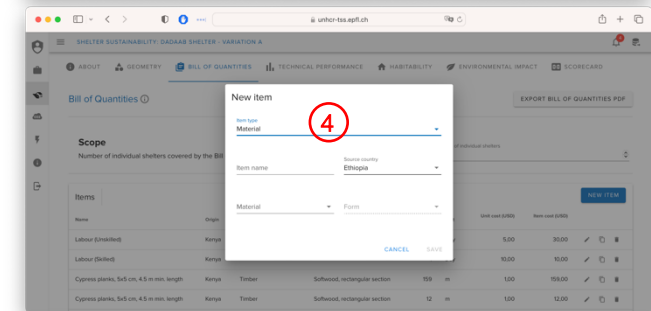 unhcr-tss.epfl.ch
SHELTER SUSTAINABILITY: DADAAB SHELTER - VARIATION A
ABOUT GEOMETRY BILL OF QUANTITIES TECHNICAL PERFORMANCE HABITABILITY ENVIRONMENTAL IMPACT SCORECARD
Bill of Quantities
EXPORT BILL OF QUANTITIES PDF
New item
Item type
Material
4
Scope
Number of individual shelters covered by the Bill
of individual shelters
Item name
Source country
Ethiopia
Items
NEW ITEM
Material
Form
Name Origin Unit cost (USD) Item cost (USD)
CANCEL SAVE
Labour (Unskilled) Kenya 5,00 30,00
Labour (Skilled) Kenya 10,00 10,00
Cypress planks, 5x5 cm, 4.5 m min. length Kenya Timber Softwood, rectangular section 159 m 1,00 159,00
Cypress planks, 5x5 cm, 4.5 m min. length Kenya Timber Softwood, rectangular section 12 m 1,00 12,00